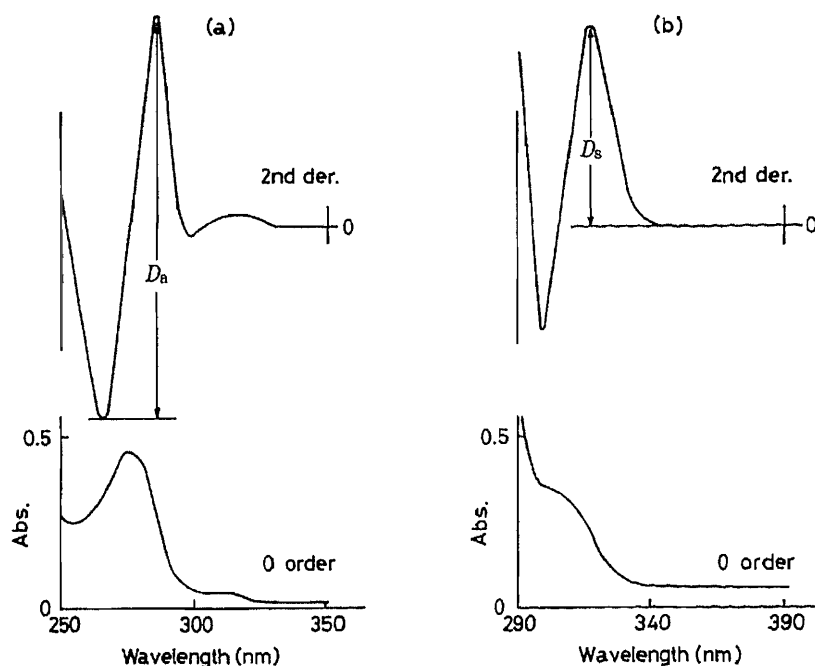 (a)
2nd der.
0
Da
0.5
Abs.
0 order
0
250 300 350
Wavelength (nm)
(b)
Ds
2nd der.
0
0.5
Abs.
0 order
0
290 340 390
Wavelength (nm)